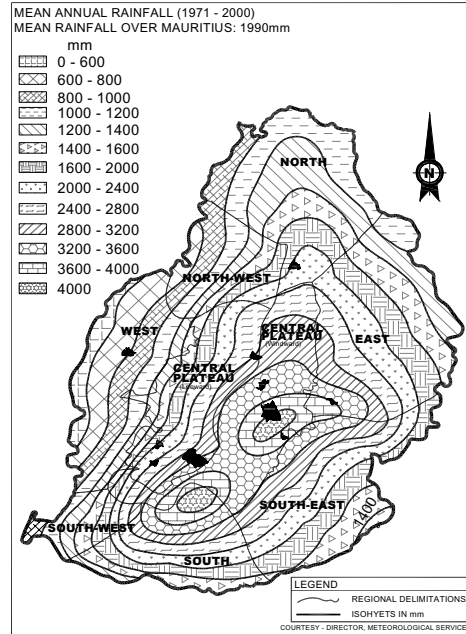 MEAN ANNUAL RAINFALL (1971 - 2000)
MEAN RAINFALL OVER MAURITIUS: 1990mm
mm
0 - 600
600 - 800
800 - 1000
1000 - 1200
1200 - 1400
1400 - 1600
1600 - 2000
2000 - 2400
2400 - 2800
2800 - 3200
3200 - 3600
3600 - 4000
4000
N
NORTH
NORTH-WEST
WEST
CENTRAL
PLATEAU
(Windward)
EAST
CENTRAL
PLATEAU
(Leeward)
SOUTH-EAST
1400
SOUTH-WEST
SOUTH
LEGEND
REGIONAL DELIMITATIONS
ISOHYETS IN mm
COURTESY - DIRECTOR, METEOROLOGICAL SERVICE